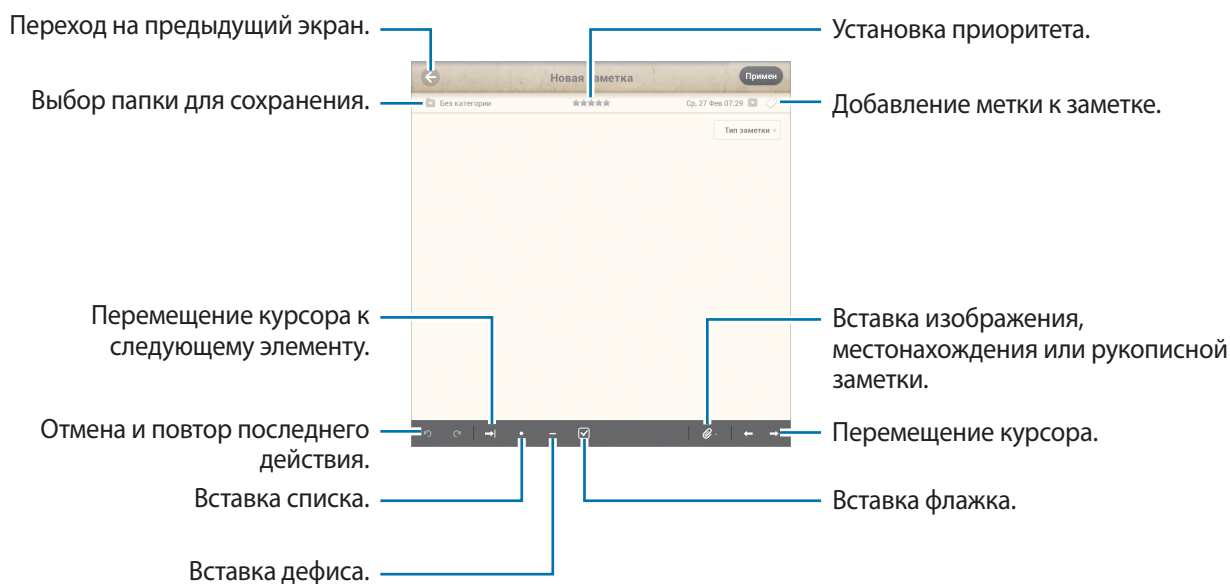 Переход на предыдущий экран.
Установка приоритета.
Новая заметка
Примен
Выбор папки для сохранения.
Без категории
Ср, 27 Фев 07:29
Добавление метки к заметке.
Тип заметки
Перемещение курсора к
следующему элементу.
Вставка изображения,
местонахождения или рукописной
заметки.
Отмена и повтор последнего
действия.
Перемещение курсора.
Вставка списка.
Вставка флажка.
Вставка дефиса.